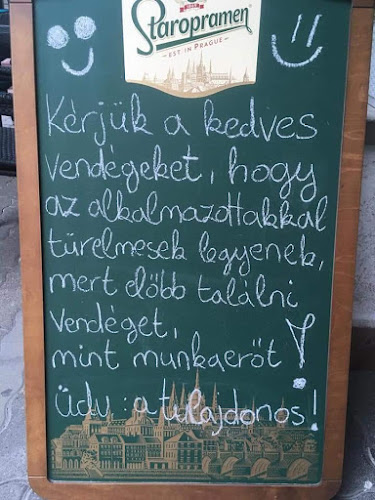 Staropramen
EST IN PRAGUE
Kérjük a kedves
vendégeket, hogy
az alkalmazottakkal
türelmesek legyenek,
mert előbb találni
vendéget,
mint munkaerőt!
üdv: a tulajdonos!